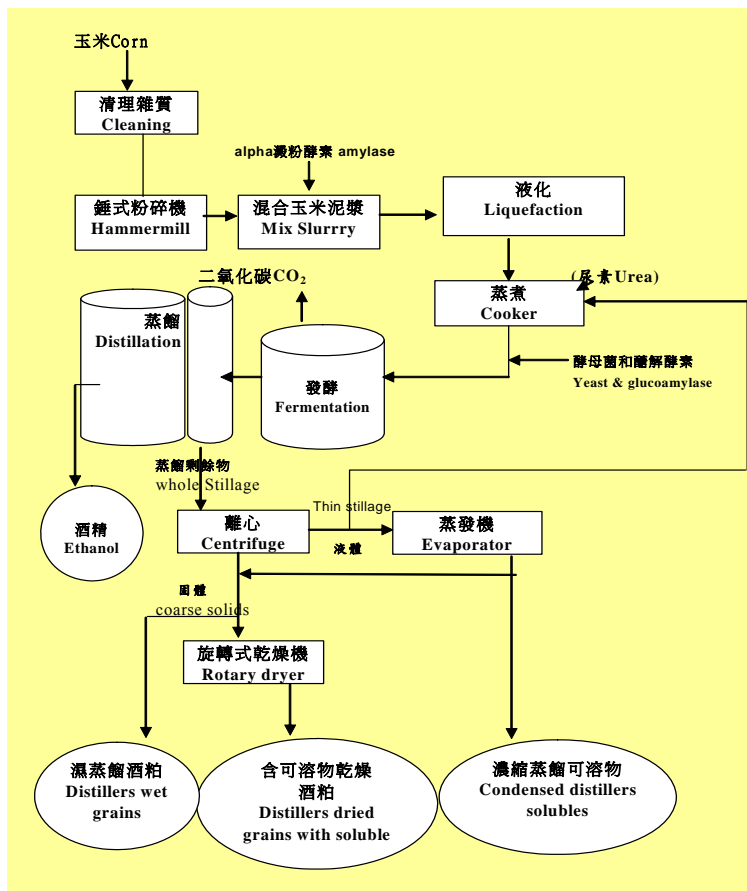 玉米Corn
清理雜質
Cleaning
alpha澱粉酵素 amylase
錘式粉碎機
Hammermill
混合玉米泥漿
Mix Slurrry
液化
Liquefaction
二氧化碳CO₂
(尿素Urea)
蒸煮
Cooker
蒸餾
Distillation
酵母菌和醣解酵素
Yeast & glucoamylase
發酵
Fermentation
蒸餾剩餘物
whole Stillage
Thin stillage
酒精
Ethanol
離心
Centrifuge
液體
蒸發機
Evaporator
固體
coarse solids
旋轉式乾燥機
Rotary dryer
濕蒸餾酒粕
Distillers wet
grains
含可溶物乾燥
酒粕
Distillers dried
grains with soluble
濃縮蒸餾可溶物
Condensed distillers
solubles